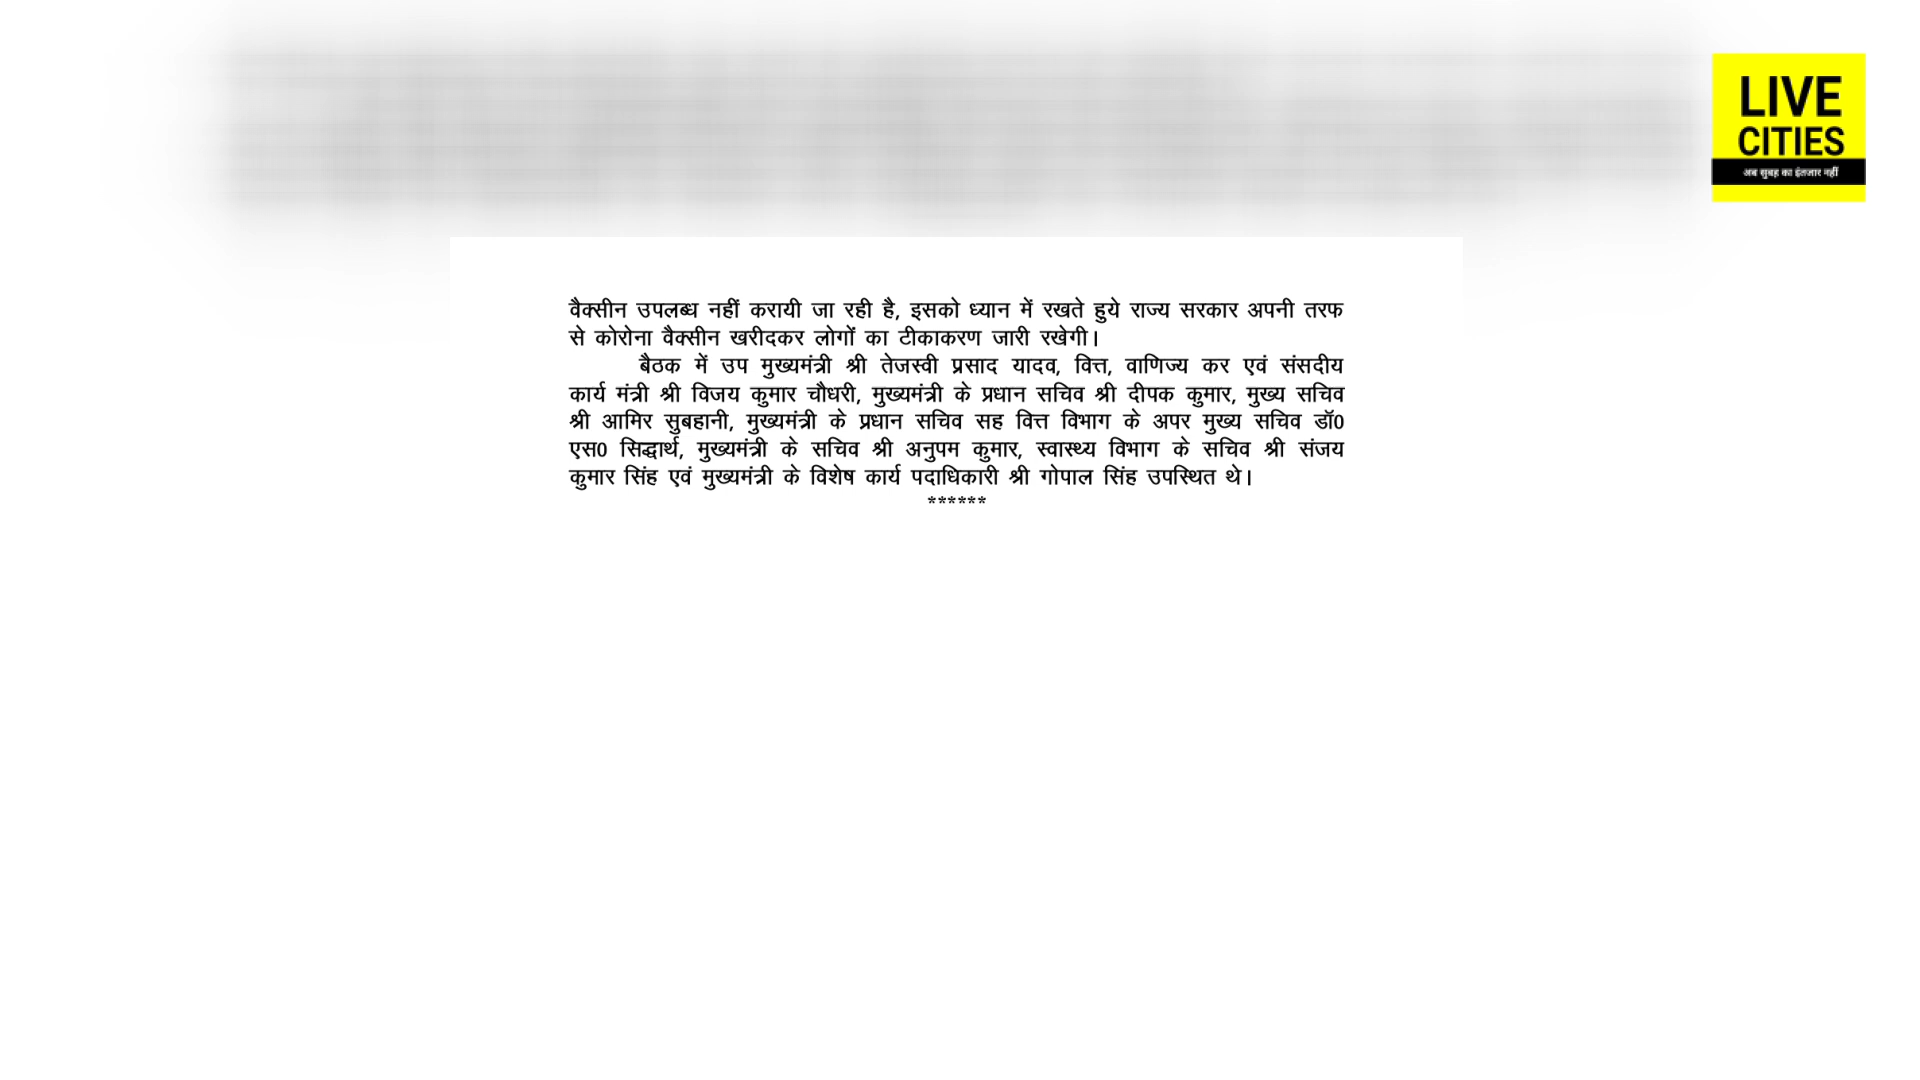 LIVE
CITIES
अब सुबह का इंतजार नहीं
वैक्सीन उपलब्ध नहीं करायी जा रही है, इसको ध्यान में रखते हुये राज्य सरकार अपनी तरफ
से कोरोना वैक्सीन खरीदकर लोगों का टीकाकरण जारी रखेगी।
बैठक में उप मुख्यमंत्री श्री तेजस्वी प्रसाद यादव, वित्त, वाणिज्य कर एवं संसदीय
कार्य मंत्री श्री विजय कुमार चौधरी, मुख्यमंत्री के प्रधान सचिव श्री दीपक कुमार, मुख्य सचिव
श्री आमिर सुबहानी, मुख्यमंत्री के प्रधान सचिव सह वित्त विभाग के अपर मुख्य सचिव डॉ0
एस0 सिद्धार्थ, मुख्यमंत्री के सचिव श्री अनुपम कुमार, स्वास्थ्य विभाग के सचिव श्री संजय
कुमार सिंह एवं मुख्यमंत्री के विशेष कार्य पदाधिकारी श्री गोपाल सिंह उपस्थित थे।
******